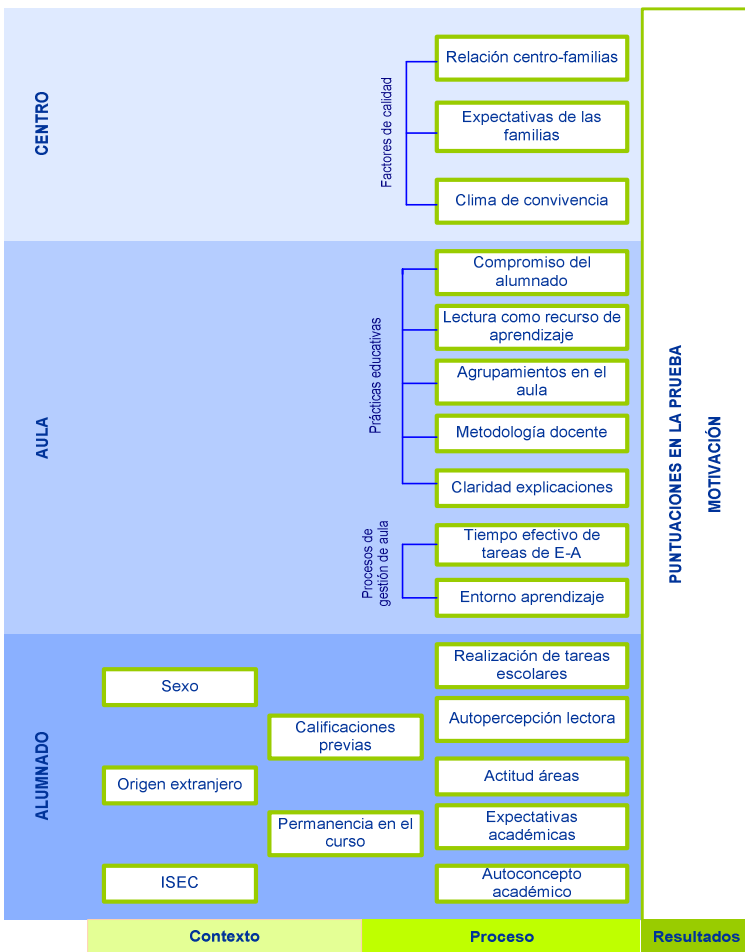 CENTRO
Factores de calidad
Relación centro-familias
Expectativas de las
familias
Clima de convivencia
AULA
Prácticas educativas
Compromiso del
alumnado
Lectura como recurso de
aprendizaje
Agrupamientos en el
aula
Metodología docente
Claridad explicaciones
Procesos de
gestión de aula
Tiempo efectivo de
tareas de E-A
Entorno aprendizaje
ALUMNADO
Sexo
Origen extranjero
ISEC
Calificaciones
previas
Permanencia en el
curso
Realización de tareas
escolares
Autopercepción lectora
Actitud áreas
Expectativas
académicas
Autoconcepto
académico
PUNTUACIONES EN LA PRUEBA
MOTIVACIÓN
Contexto
Proceso
Resultados